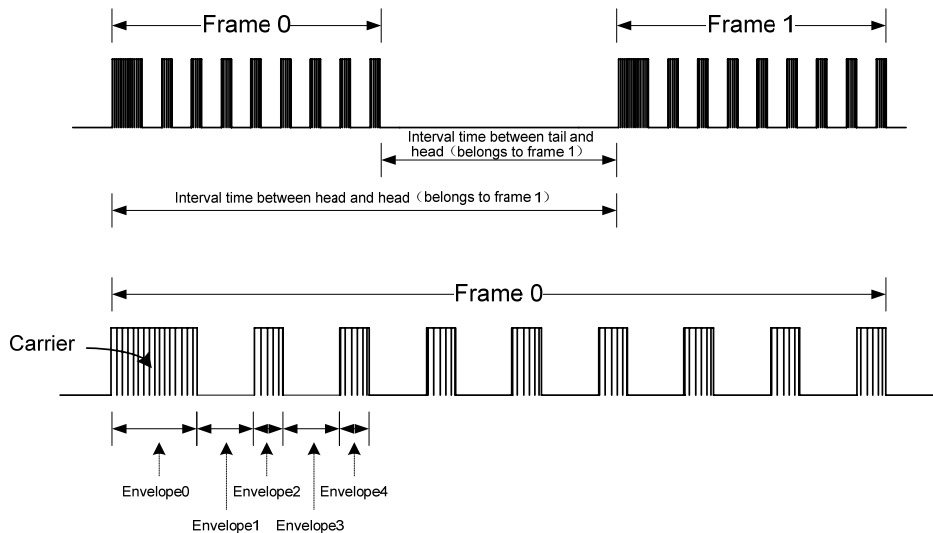 Frame 0
Frame 1
Interval time between tail and
head（belongs to frame 1）
Interval time between head and head（belongs to frame 1）
Frame 0
Carrier
Envelope0
Envelope2
Envelope4
Envelope1
Envelope3